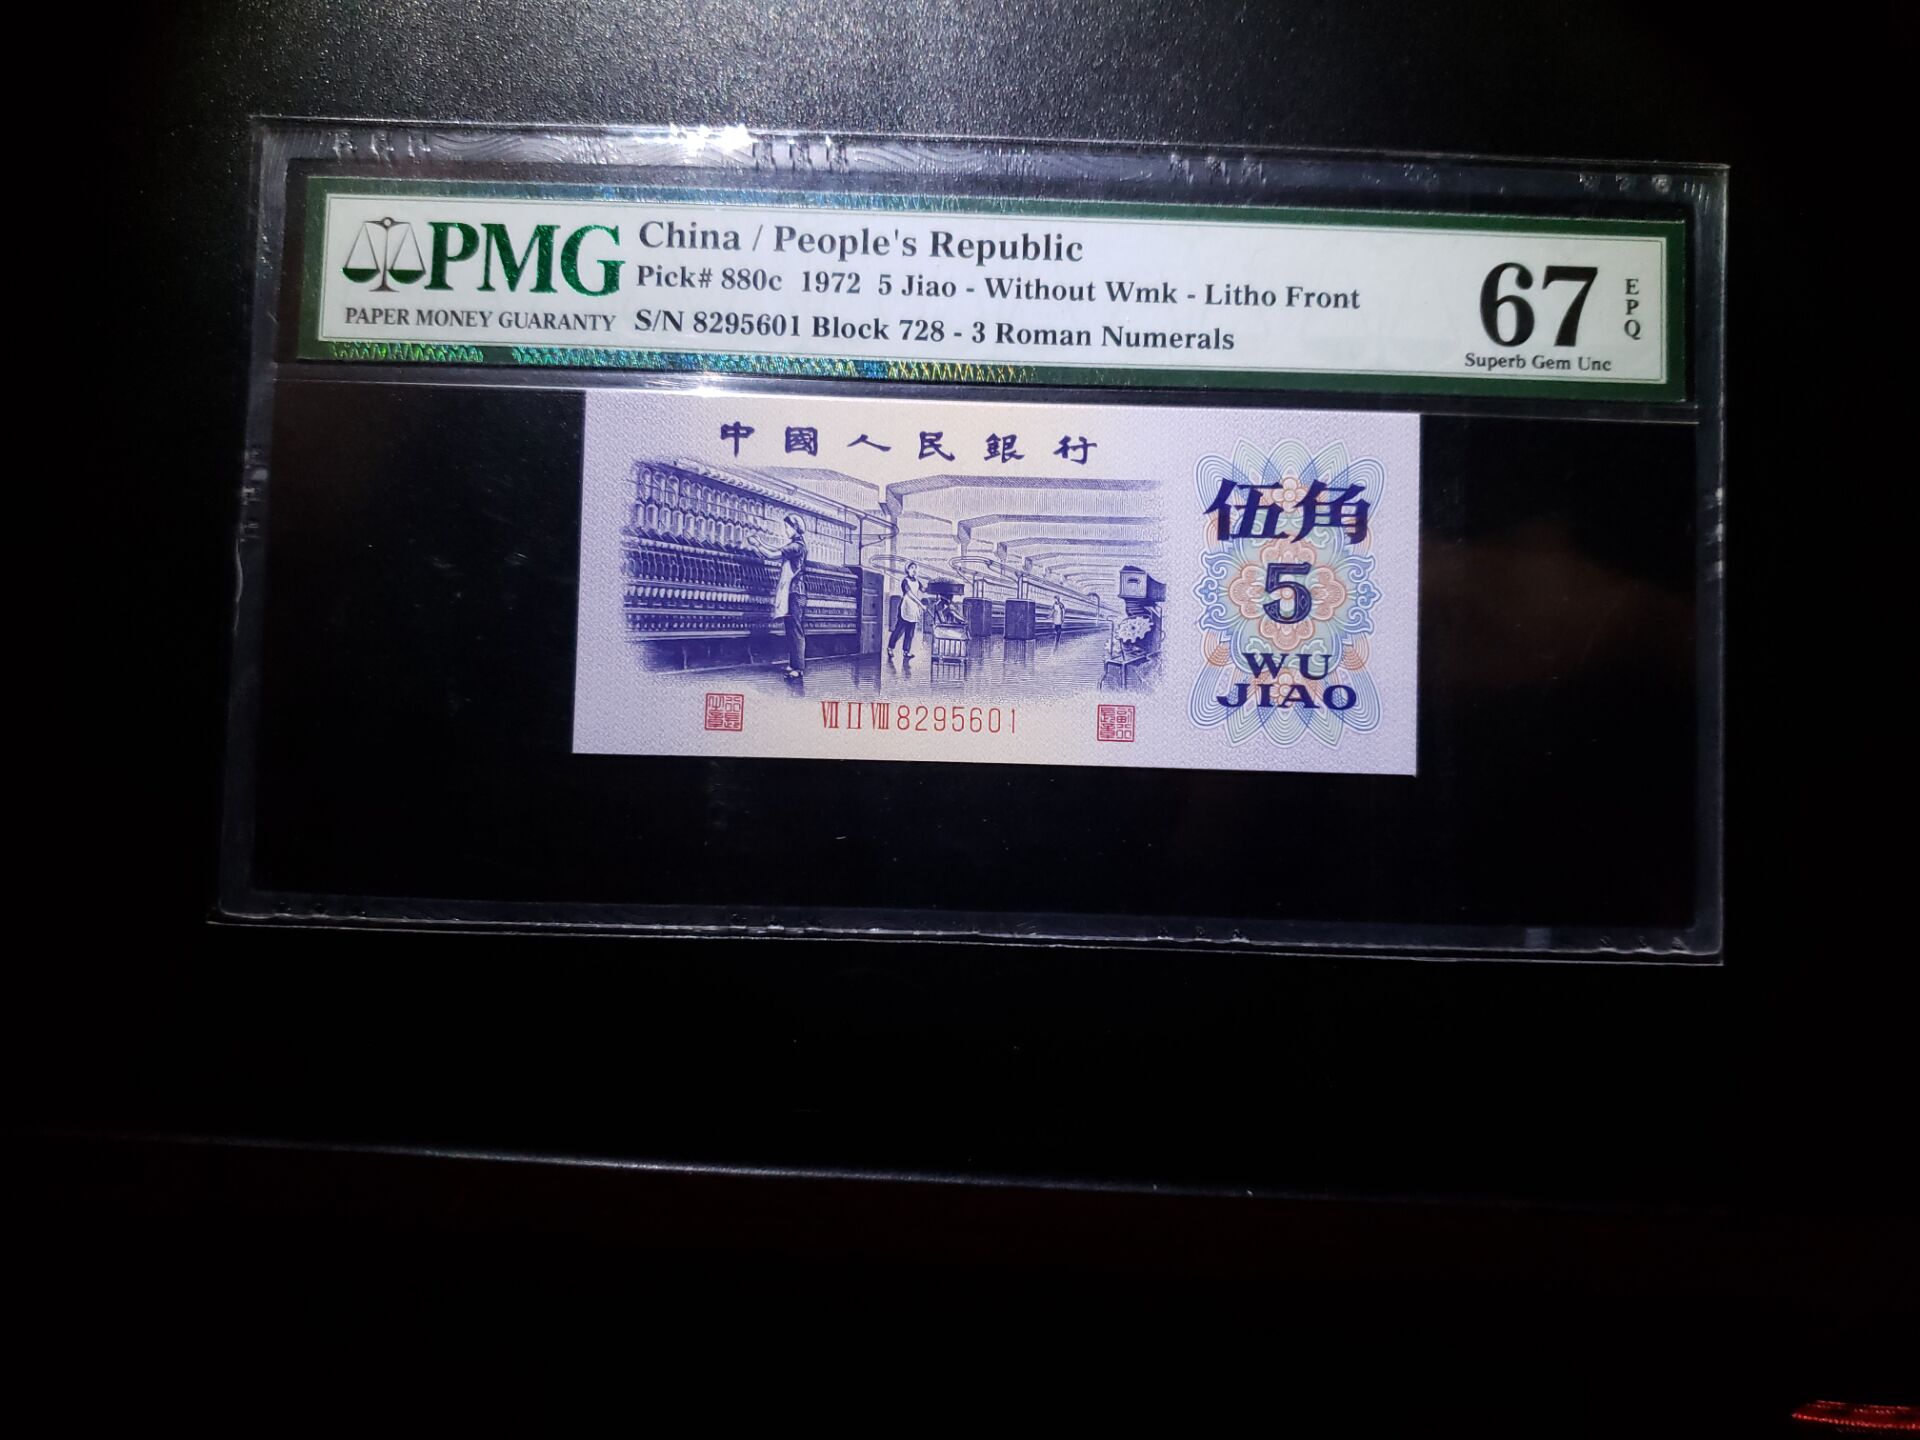 PMG
PAPER MONEY GUARANTY
China / People's Republic
Pick# 880c 1972 5 Jiao - Without Wmk - Litho Front
S/N 8295601 Block 728 - 3 Roman Numerals
67
EPQ
Superb Gem Unc
中國人民銀行
伍角
5
WU
JIAO
VII II VIII 8295601